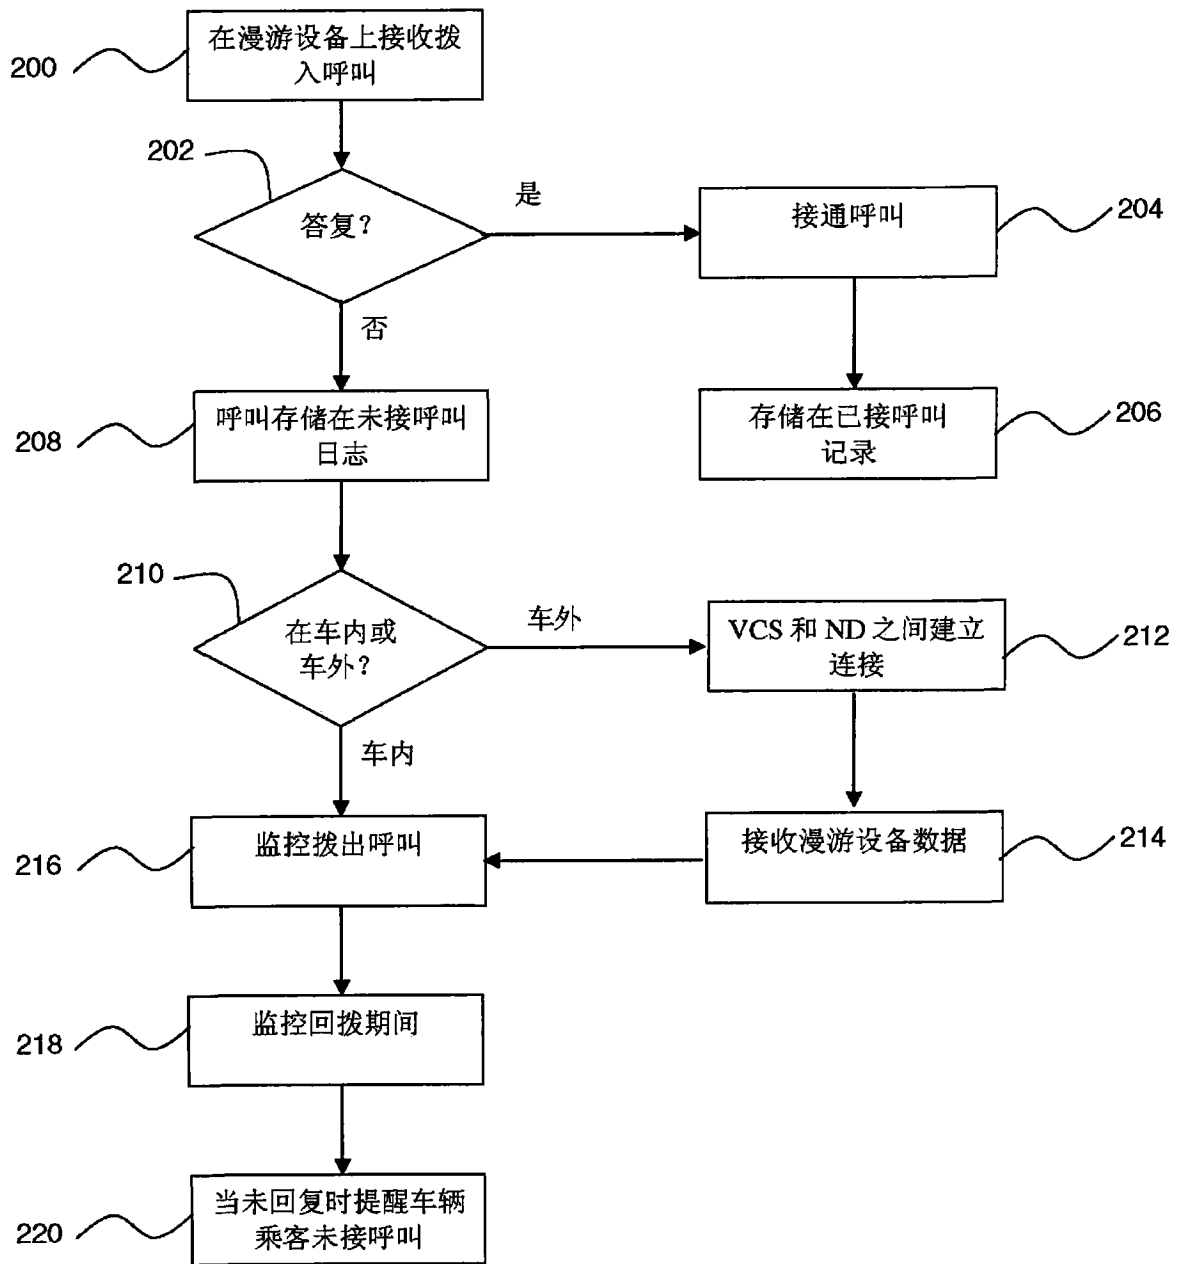 200
在漫游设备上接收拨
入呼叫
202
答复？
是
接通呼叫
204
否
208
呼叫存储在未接呼叫
日志
存储在已接呼叫
记录
206
210
在车内或
车外？
车外
VCS 和 ND 之间建立
连接
212
车内
216
监控拨出呼叫
接收漫游设备数据
214
218
监控回拨期间
220
当未回复时提醒车辆
乘客未接呼叫